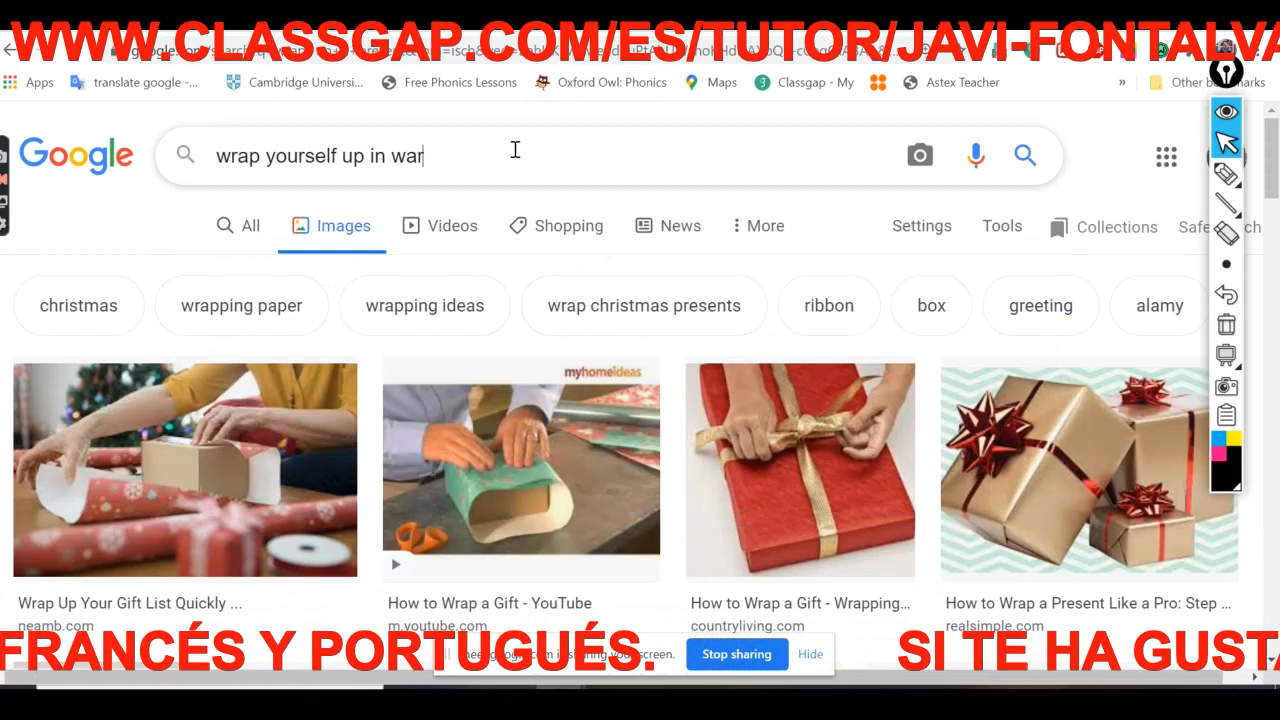 WWW.CLASSGAP.COM/ES/TUTOR/JAVI-FONTALVA
Apps translate google -... Cambridge Universi... Free Phonics Lessons Oxford Owl: Phonics Maps Classgap - My Astex Teacher » Other bookmarks
Google wrap yourself up in war
All Images Videos Shopping News More Settings Tools Collections
christmas wrapping paper wrapping ideas wrap christmas presents ribbon box greeting alamy
myhomeideas
Wrap Up Your Gift List Quickly ... How to Wrap a Gift - YouTube How to Wrap a Gift - Wrapping... How to Wrap a Present Like a Pro: Step ...
neamb.com m.youtube.com countryliving.com realsimple.com
FRANCÉS Y PORTUGUÉS. SI TE HA GUSTA
is sharing your screen. Stop sharing Hide